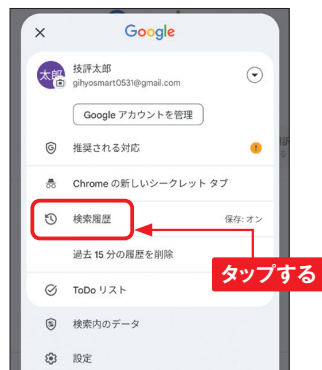 Google
太郎
技評太郎
gihyosmart0531@gmail.com
Google アカウントを管理
推奨される対応
Chrome の新しいシークレット タブ
検索履歴
保存: オン
過去 15 分の履歴を削除
タップする
ToDo リスト
検索内のデータ
設定